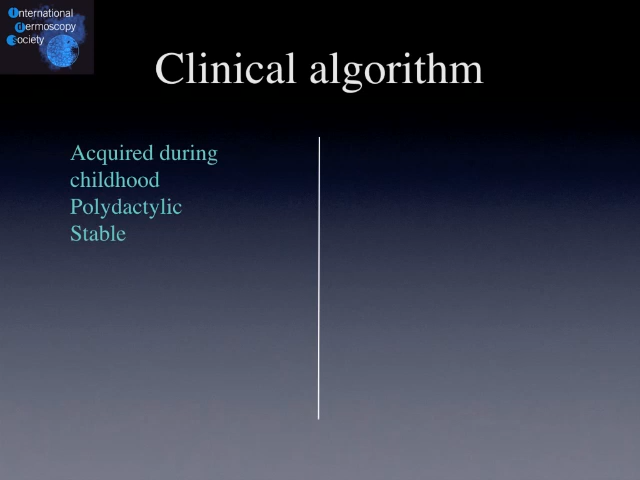 International
Dermoscopy
Society
Clinical algorithm
Acquired during
childhood
Polydactylic
Stable